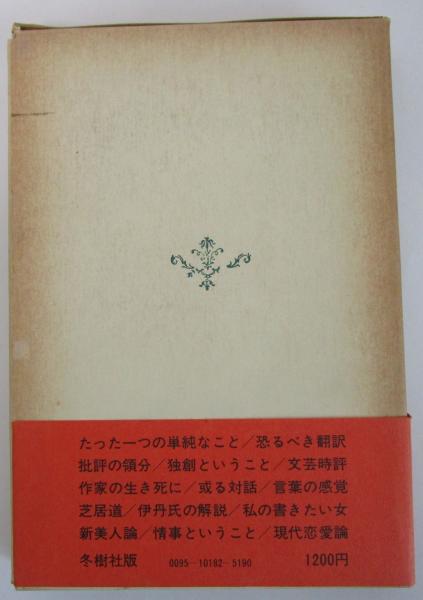 たった一つの単純なこと／恐るべき翻訳
批評の領分／独創ということ／文芸時評
作家の生き死に／或る対話／言葉の感覚
芝居道／伊丹氏の解説／私の書きたい女
新美人論／情事ということ／現代恋愛論
冬樹社版 0095-10182-5190 1200円